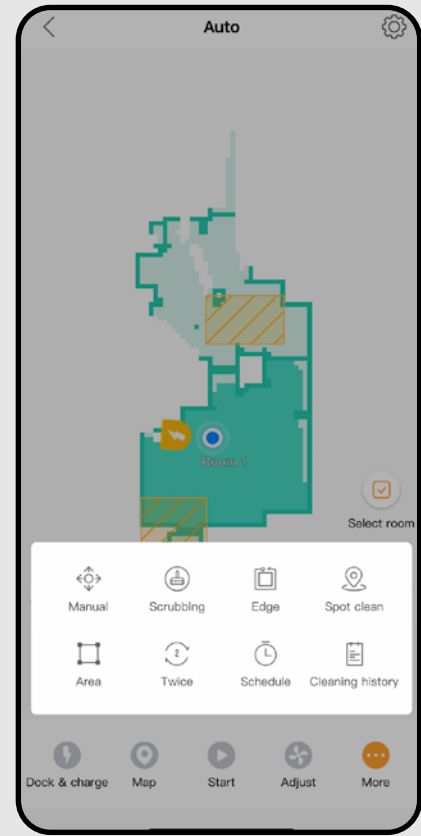 Auto
Room 1
Select room
Manual Scrubbing Edge Spot clean
2
Area Twice Schedule Cleaning history
Dock & charge Map Start Adjust More